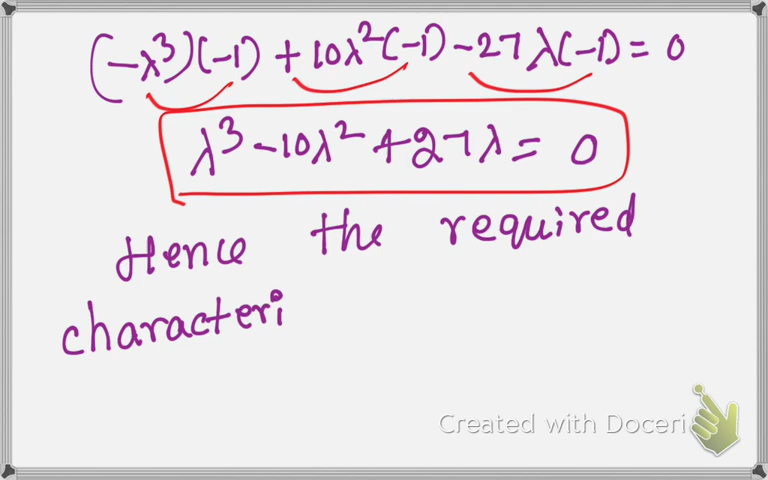 (-λ³)(-1) + 10λ²(-1) - 27λ(-1) = 0
λ³ - 10λ² + 27λ = 0
Hence the required
characteri
Created with Doceri